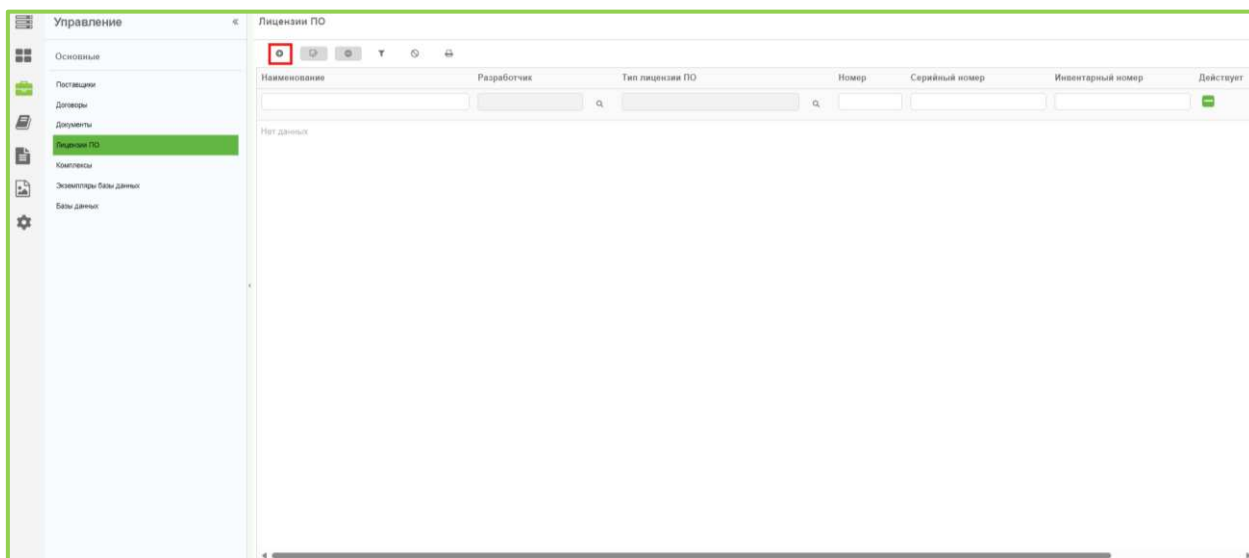 Управление
«
Лицензии ПО
Основные
Наименование
Разработчик
Тип лицензии ПО
Номер
Серийный номер
Инвентарный номер
Действует
Поставщики
Договоры
Документы
Лицензии ПО
Комплексы
Экземпляры базы данных
Базы данных
Нет данных